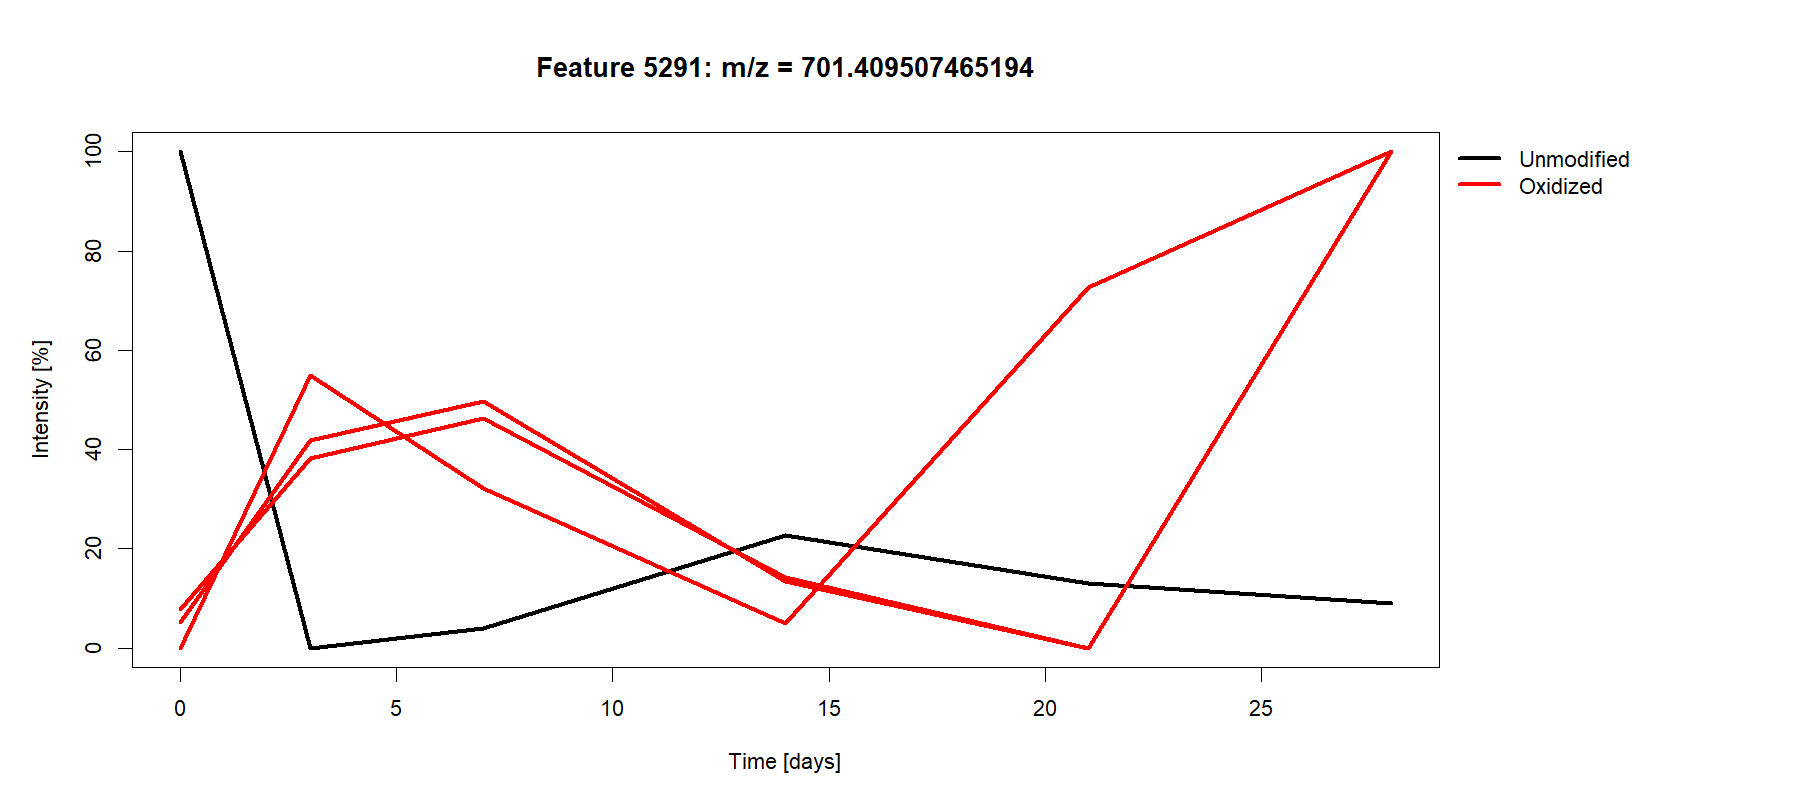 Feature 5291: m/z = 701.409507465194
Unmodified
Oxidized
Intensity [%]
100
80
60
40
20
0
0 5 10 15 20 25
Time [days]